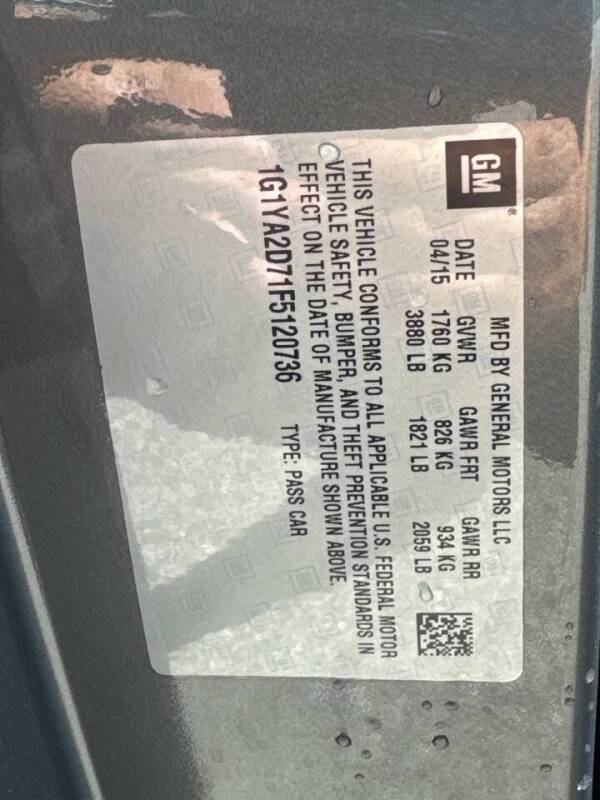 GM
®
MFD BY GENERAL MOTORS LLC
DATE GVWR GAWR FRT GAWR RR
04/15 1760 KG 826 KG 934 KG
3880 LB 1821 LB 2059 LB
THIS VEHICLE CONFORMS TO ALL APPLICABLE U.S. FEDERAL MOTOR
VEHICLE SAFETY, BUMPER, AND THEFT PREVENTION STANDARDS IN
EFFECT ON THE DATE OF MANUFACTURE SHOWN ABOVE.
1G1YA2D71F5120736 TYPE: PASS CAR